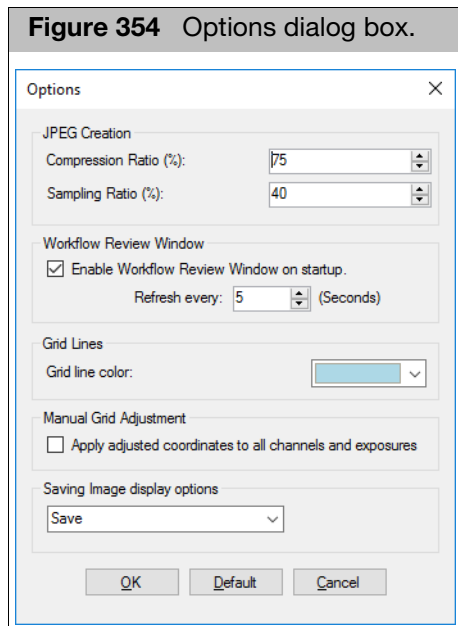 Figure 354 Options dialog box.
Options
JPEG Creation
Compression Ratio (%): 75
Sampling Ratio (%): 40
Workflow Review Window
Enable Workflow Review Window on startup.
Refresh every: 5 (Seconds)
Grid Lines
Grid line color:
Manual Grid Adjustment
Apply adjusted coordinates to all channels and exposures
Saving Image display options
Save
OK Default Cancel